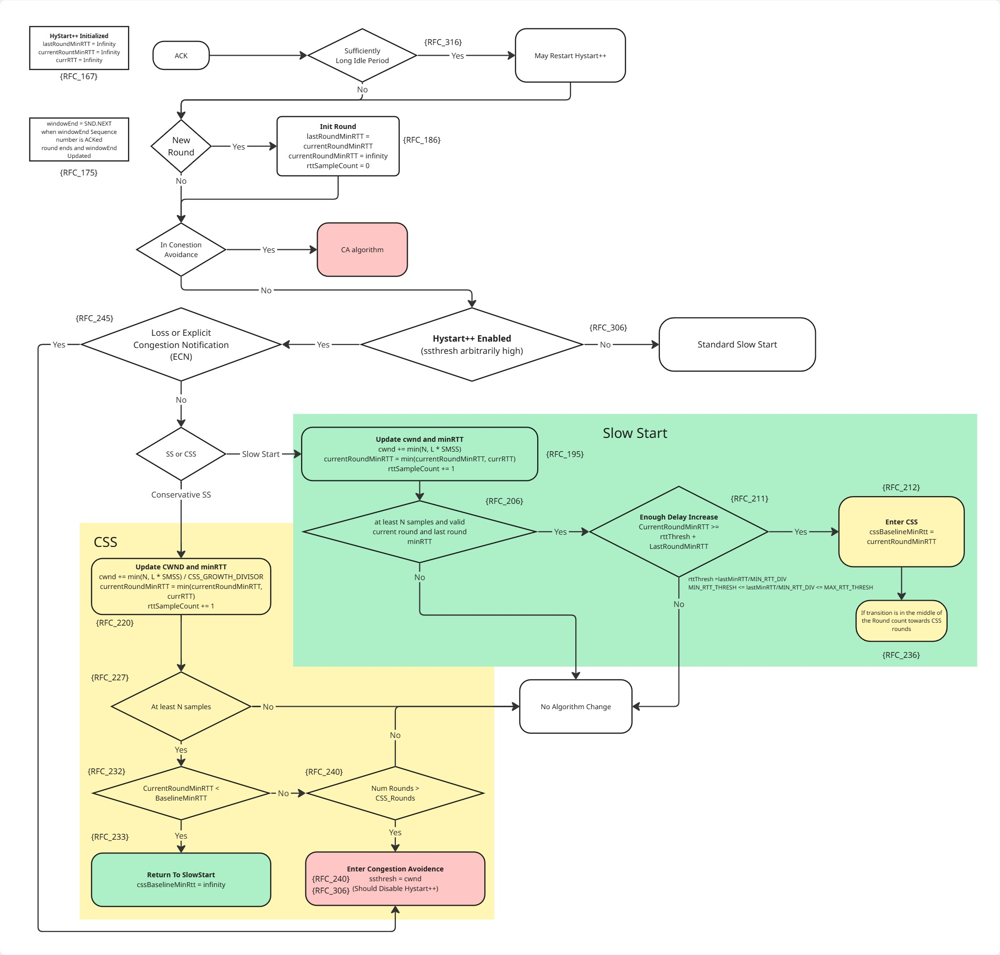 HyStart++ Initialized
lastRoundMinRTT = Infinity
currentRountMinRTT = Infinity
currRTT = Infinity
{RFC_167}
ACK
Sufficiently
Long Idle Period
{RFC_316}
Yes
May Restart Hystart++
No
windowEnd = SND.NEXT
when windowEnd Sequence
number is ACKed
round ends and windowEnd
Updated
{RFC_175}
New
Round
Yes
Init Round
lastRoundMinRTT =
currentRoundMinRTT
currentRoundMinRTT = infinity
rttSampleCount = 0
{RFC_186}
No
In Conestion
Avoidance
Yes
CA algorithm
No
{RFC_245}
Loss or Explicit
Congestion Notification
(ECN)
Yes
Yes
Hystart++ Enabled
(ssthresh arbitrarily high)
{RFC_306}
No
Standard Slow Start
No
SS or CSS
Slow Start
Conservative SS
Slow Start
Update cwnd and minRTT
cwnd += min(N, L * SMSS)
currentRoundMinRTT = min(currentRoundMinRTT, currRTT)
rttSampleCount += 1
{RFC_195}
{RFC_206}
at least N samples and valid
current round and last round
minRTT
Yes
No
{RFC_211}
Enough Delay Increase
CurrentRoundMinRTT >=
rttThresh +
LastRoundMinRTT
Yes
rttThresh =lastMinRTT/MIN_RTT_DIV
MIN_RTT_THRESH <= lastMinRTT/MIN_RTT_DIV <= MAX_RTT_THRESH
No
{RFC_212}
Enter CSS
cssBaselineMinRtt =
currentRoundMinRTT
If transition is in the middle of
the Round count towards CSS
rounds
{RFC_236}
CSS
Update CWND and minRTT
cwnd += min(N, L * SMSS) / CSS_GROWTH_DIVISOR
currentRoundMinRTT = min(currentRoundMinRTT,
currRTT)
rttSampleCount += 1
{RFC_220}
{RFC_227}
At least N samples
No
No Algorithm Change
Yes
No
{RFC_232}
CurrentRoundMinRTT <
BaselineMinRTT
No
{RFC_240}
Num Rounds >
CSS_Rounds
Yes
Yes
{RFC_233}
Return To SlowStart
cssBaselineMinRtt = infinity
Enter Congestion Avoidence
{RFC_240} ssthresh = cwnd
{RFC_306} (Should Disable Hystart++)